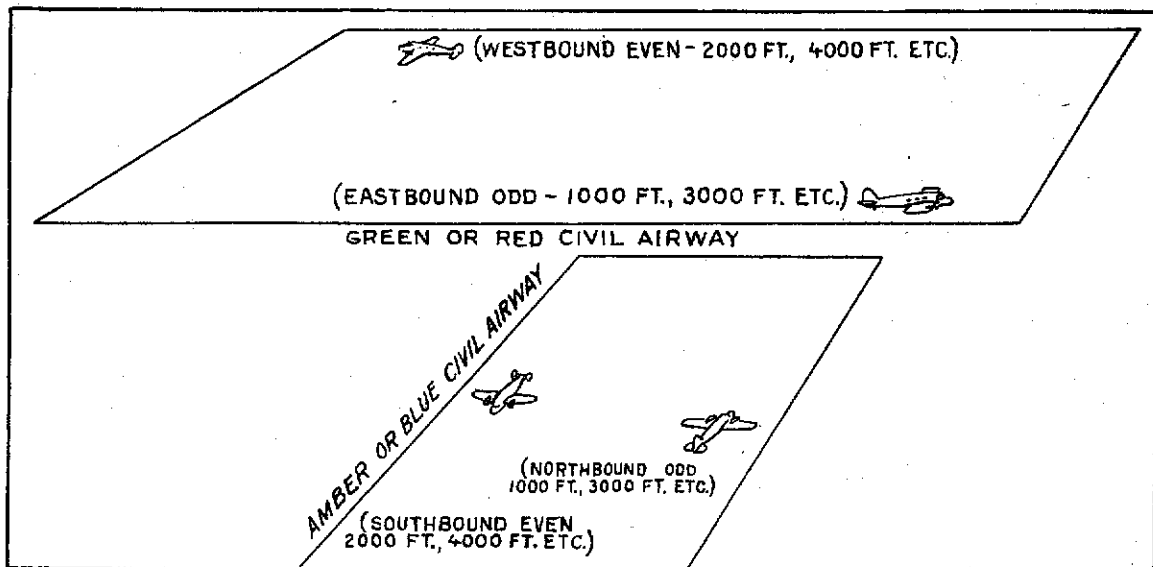 (WESTBOUND EVEN - 2000 FT., 4000 FT. ETC.)
(EASTBOUND ODD - 1000 FT., 3000 FT. ETC.)
GREEN OR RED CIVIL AIRWAY
AMBER OR BLUE CIVIL AIRWAY
(NORTHBOUND ODD
1000 FT., 3000 FT. ETC.)
(SOUTHBOUND EVEN
2000 FT., 4000 FT. ETC.)